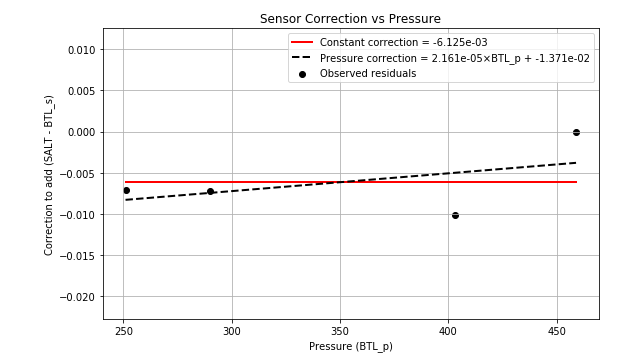 Sensor Correction vs Pressure
Constant correction = -6.125e-03
Pressure correction = 2.161e-05×BTL_p + -1.371e-02
Observed residuals
0.010
0.005
0.000
−0.005
−0.010
−0.015
−0.020
Correction to add (SALT - BTL_s)
250
300
350
400
450
Pressure (BTL_p)